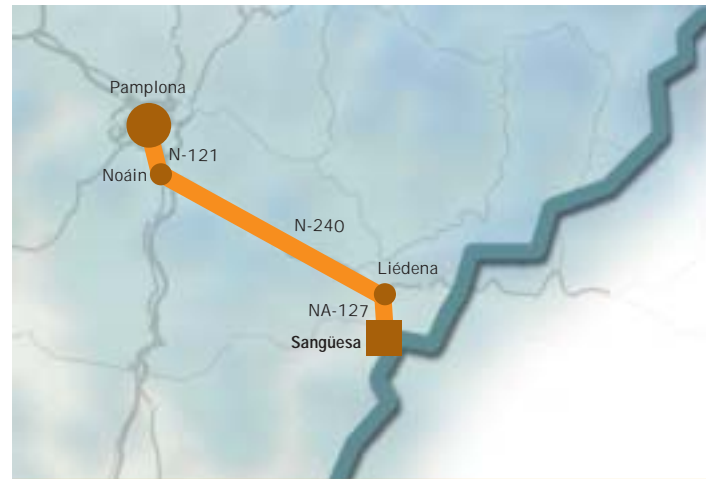 Pamplona
N-121
Noáin
N-240
Liédena
NA-127
Sangüesa